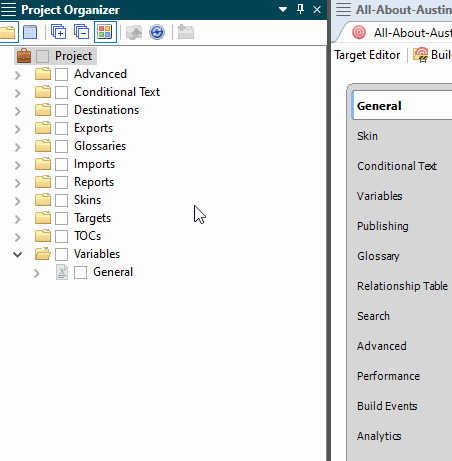 Project Organizer
Project
Advanced
Conditional Text
Destinations
Exports
Glossaries
Imports
Reports
Skins
Targets
TOCs
Variables
General
All-About-Austin
All-About-Aust
Target Editor
Buil
General
Skin
Conditional Text
Variables
Publishing
Glossary
Relationship Table
Search
Advanced
Performance
Build Events
Analytics